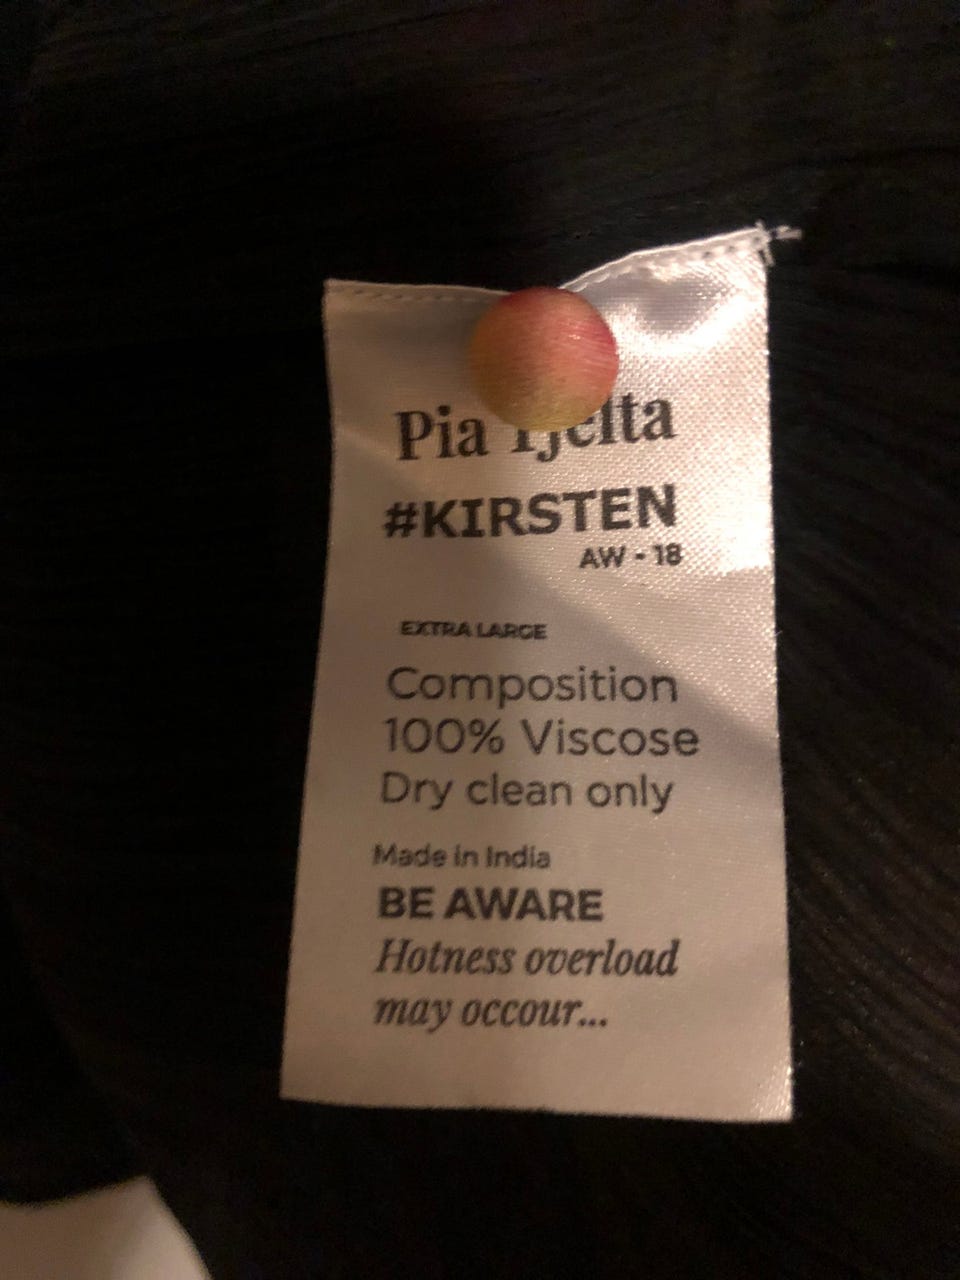 Pia Tjelta
#KIRSTEN
AW - 18
EXTRA LARGE
Composition
100% Viscose
Dry clean only
Made in India
BE AWARE
Hotness overload
may occour...